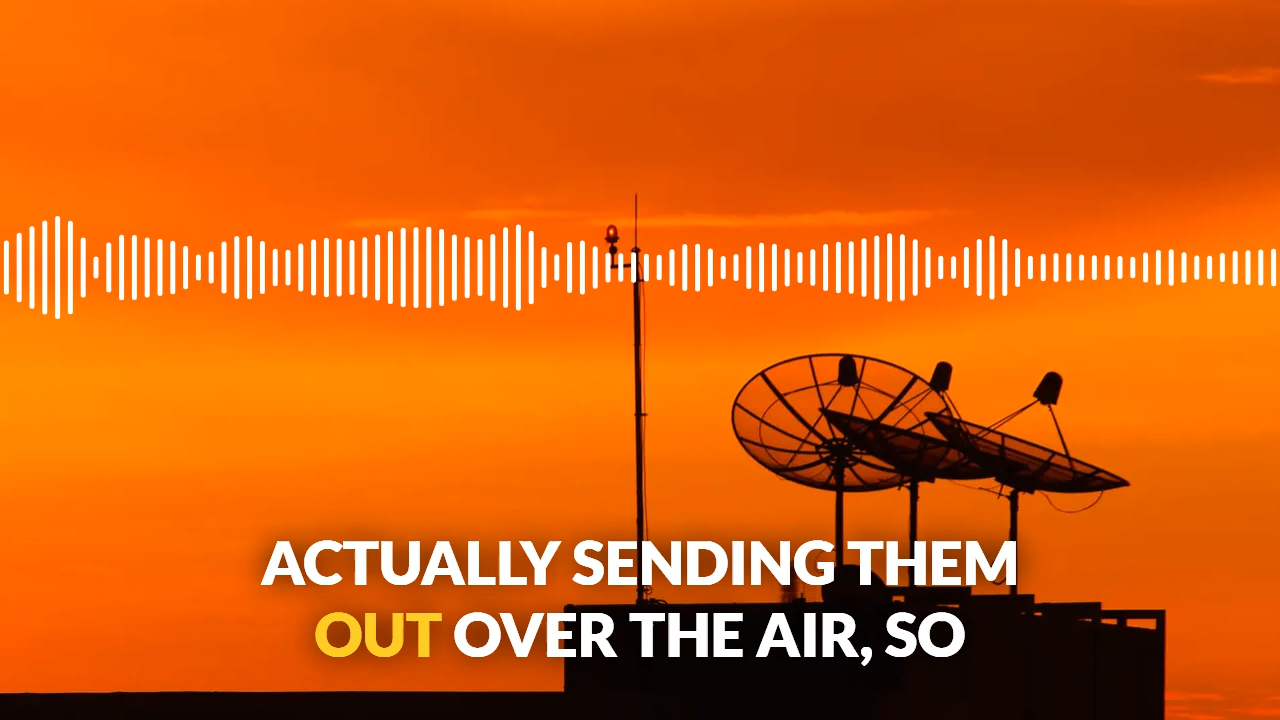 ACTUALLY SENDING THEM
OUT OVER THE AIR, SO